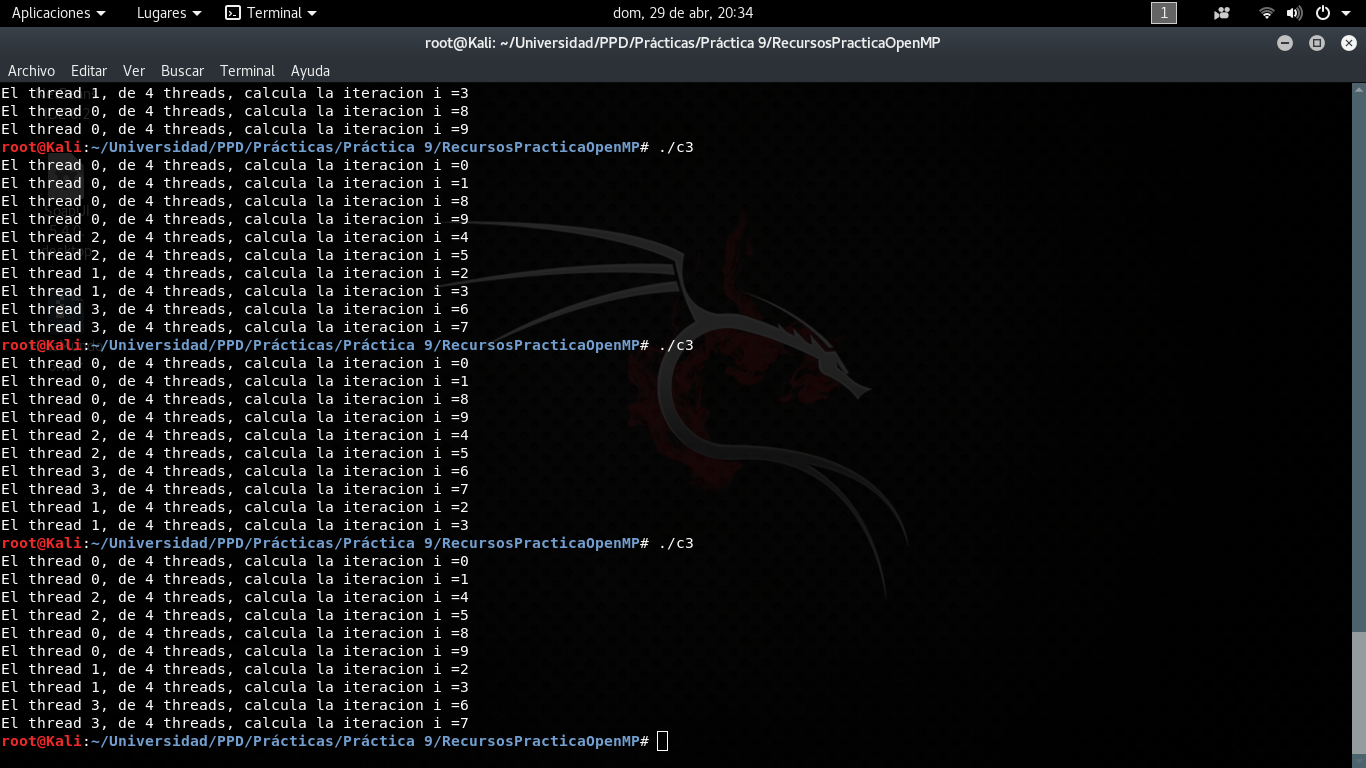 Aplicaciones Lugares Terminal dom, 29 de abr, 20:34 1
root@Kali: ~/Universidad/PPD/Prácticas/Práctica 9/RecursosPracticaOpenMP
Archivo Editar Ver Buscar Terminal Ayuda
El thread 1, de 4 threads, calcula la iteracion i =3
El thread 0, de 4 threads, calcula la iteracion i =8
El thread 0, de 4 threads, calcula la iteracion i =9
root@Kali:~/Universidad/PPD/Prácticas/Práctica 9/RecursosPracticaOpenMP# ./c3
El thread 0, de 4 threads, calcula la iteracion i =0
El thread 0, de 4 threads, calcula la iteracion i =1
El thread 0, de 4 threads, calcula la iteracion i =8
El thread 0, de 4 threads, calcula la iteracion i =9
El thread 2, de 4 threads, calcula la iteracion i =4
El thread 2, de 4 threads, calcula la iteracion i =5
El thread 1, de 4 threads, calcula la iteracion i =2
El thread 1, de 4 threads, calcula la iteracion i =3
El thread 3, de 4 threads, calcula la iteracion i =6
El thread 3, de 4 threads, calcula la iteracion i =7
root@Kali:~/Universidad/PPD/Prácticas/Práctica 9/RecursosPracticaOpenMP# ./c3
El thread 0, de 4 threads, calcula la iteracion i =0
El thread 0, de 4 threads, calcula la iteracion i =1
El thread 0, de 4 threads, calcula la iteracion i =8
El thread 0, de 4 threads, calcula la iteracion i =9
El thread 2, de 4 threads, calcula la iteracion i =4
El thread 2, de 4 threads, calcula la iteracion i =5
El thread 3, de 4 threads, calcula la iteracion i =6
El thread 3, de 4 threads, calcula la iteracion i =7
El thread 1, de 4 threads, calcula la iteracion i =2
El thread 1, de 4 threads, calcula la iteracion i =3
root@Kali:~/Universidad/PPD/Prácticas/Práctica 9/RecursosPracticaOpenMP# ./c3
El thread 0, de 4 threads, calcula la iteracion i =0
El thread 0, de 4 threads, calcula la iteracion i =1
El thread 2, de 4 threads, calcula la iteracion i =4
El thread 2, de 4 threads, calcula la iteracion i =5
El thread 0, de 4 threads, calcula la iteracion i =8
El thread 0, de 4 threads, calcula la iteracion i =9
El thread 1, de 4 threads, calcula la iteracion i =2
El thread 1, de 4 threads, calcula la iteracion i =3
El thread 3, de 4 threads, calcula la iteracion i =6
El thread 3, de 4 threads, calcula la iteracion i =7
root@Kali:~/Universidad/PPD/Prácticas/Práctica 9/RecursosPracticaOpenMP#